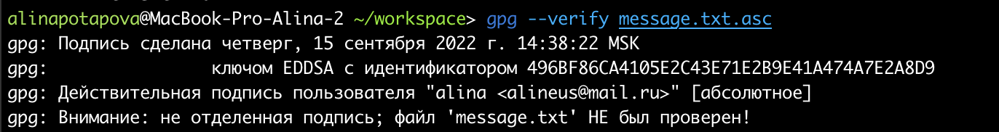 alinapotapova@MacBook-Pro-Alina-2 ~/workspace> gpg --verify message.txt.asc
gpg: Подпись сделана четверг, 15 сентября 2022 г. 14:38:22 MSK
gpg:                ключом EDDSA с идентификатором 496BF86CA4105E2C43E71E2B9E41A474A7E2A8D9
gpg: Действительная подпись пользователя "alina <alineus@mail.ru>" [абсолютное]
gpg: Внимание: не отделенная подпись; файл 'message.txt' НЕ был проверен!